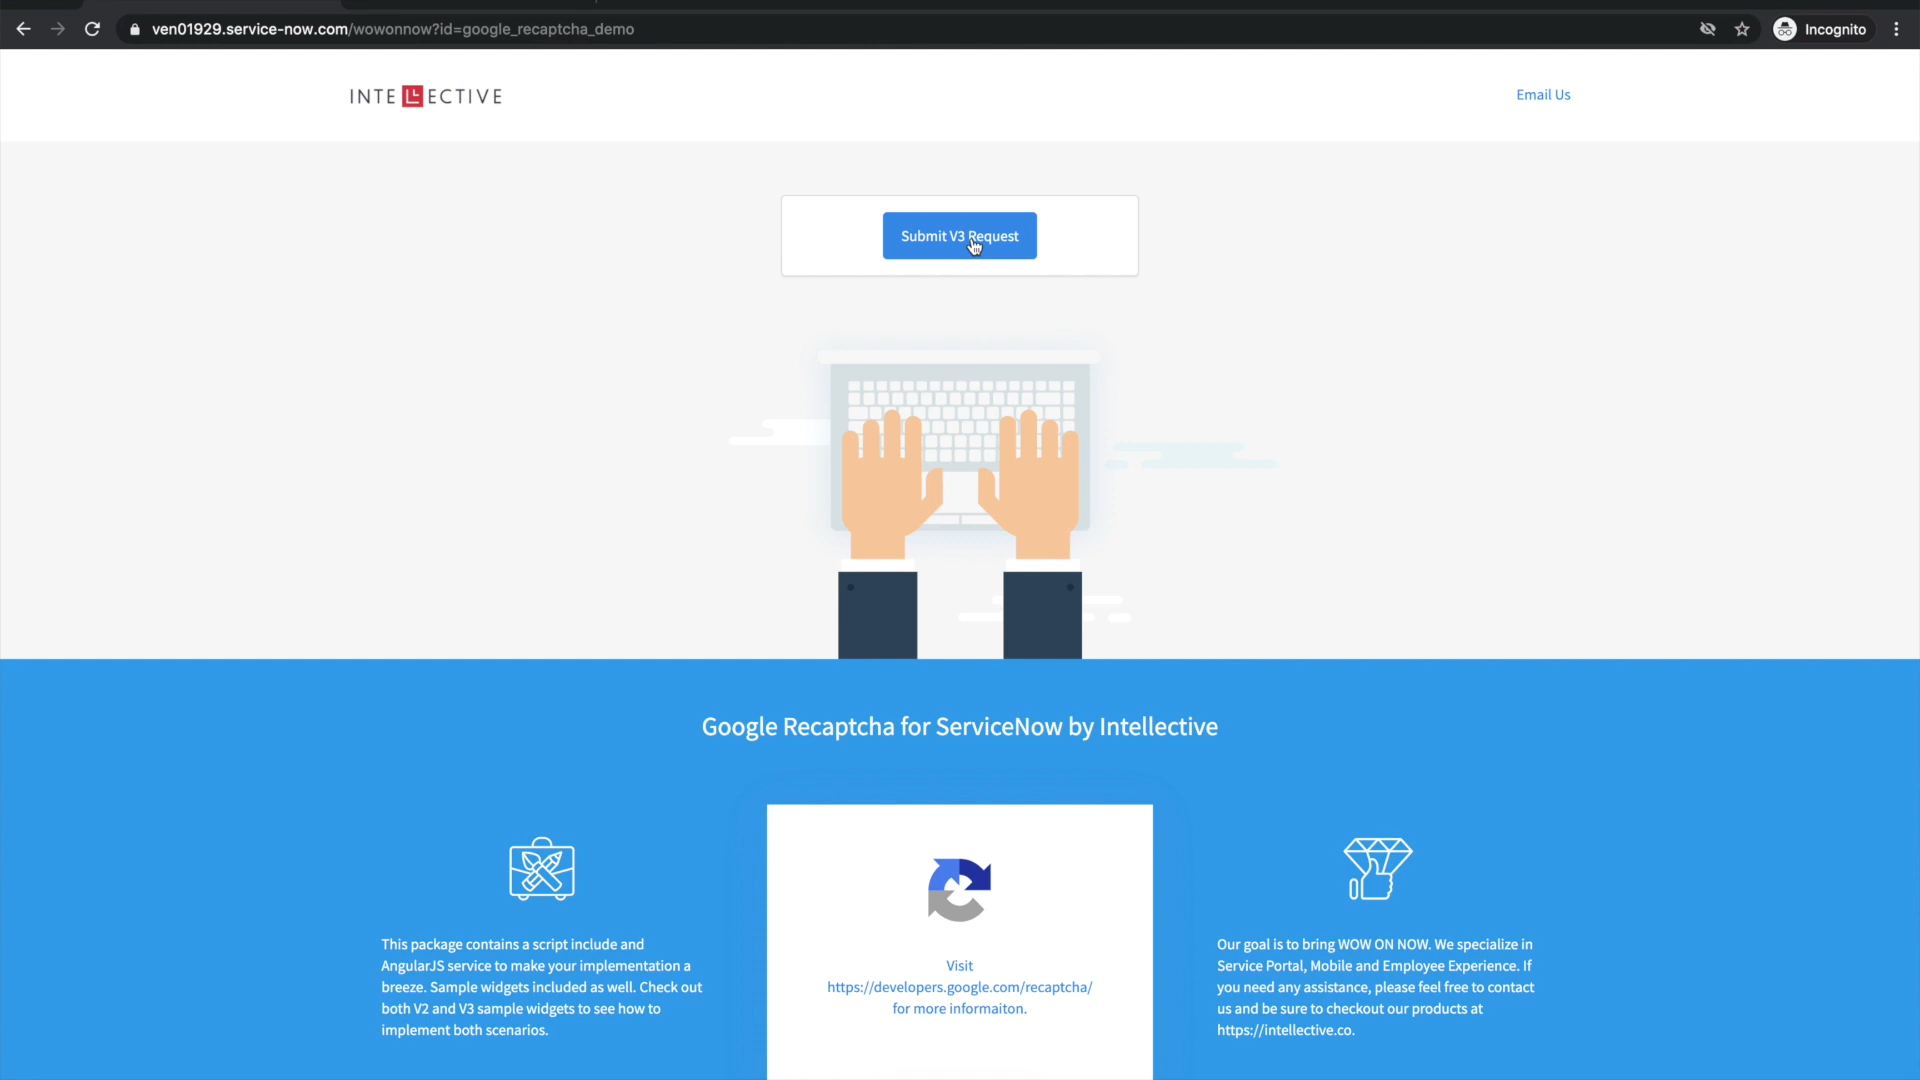 ven01929.service-now.com/wowonnow?id=google_recaptcha_demo
Incognito
INTELLECTIVE
Email Us
Submit V3 Request
Google Recaptcha for ServiceNow by Intellective
This package contains a script include and
AngularJS service to make your implementation a
breeze. Sample widgets included as well. Check out
both V2 and V3 sample widgets to see how to
implement both scenarios.
Visit
https://developers.google.com/recaptcha/
for more informaiton.
Our goal is to bring WOW ON NOW. We specialize in
Service Portal, Mobile and Employee Experience. If
you need any assistance, please feel free to contact
us and be sure to checkout our products at
https://intellective.co.